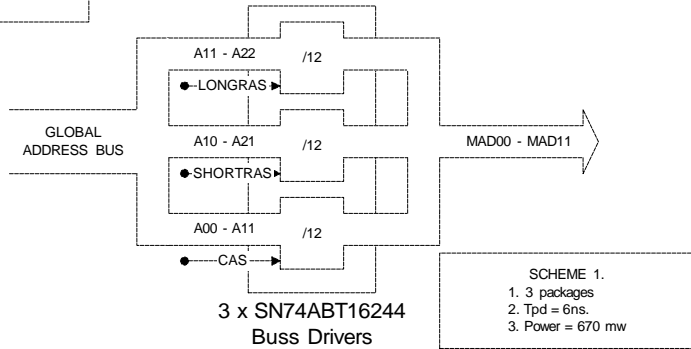 A11 - A22
/12
LONGRAS
GLOBAL
ADDRESS BUS
A10 - A21
/12
MAD00 - MAD11
SHORTRAS
A00 - A11
/12
CAS
3 x SN74ABT16244
Buss Drivers
SCHEME 1.
1. 3 packages
2. Tpd = 6ns.
3. Power = 670 mw